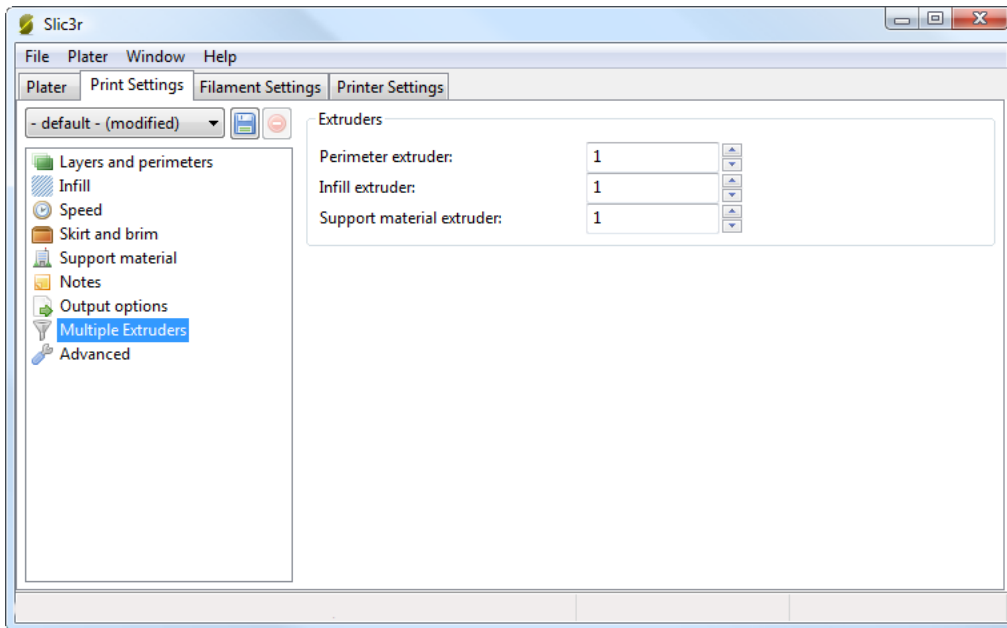 Slic3r
File Plater Window Help
Plater Print Settings Filament Settings Printer Settings
- default - (modified)
Layers and perimeters
Infill
Speed
Skirt and brim
Support material
Notes
Output options
Multiple Extruders
Advanced
Extruders
Perimeter extruder: 1
Infill extruder: 1
Support material extruder: 1